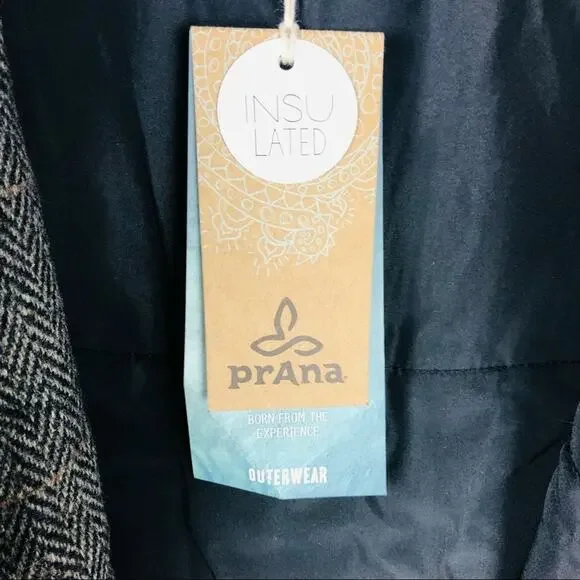 INSU
LATED
prAna
BORN FROM THE
EXPERIENCE
OUTERWEAR